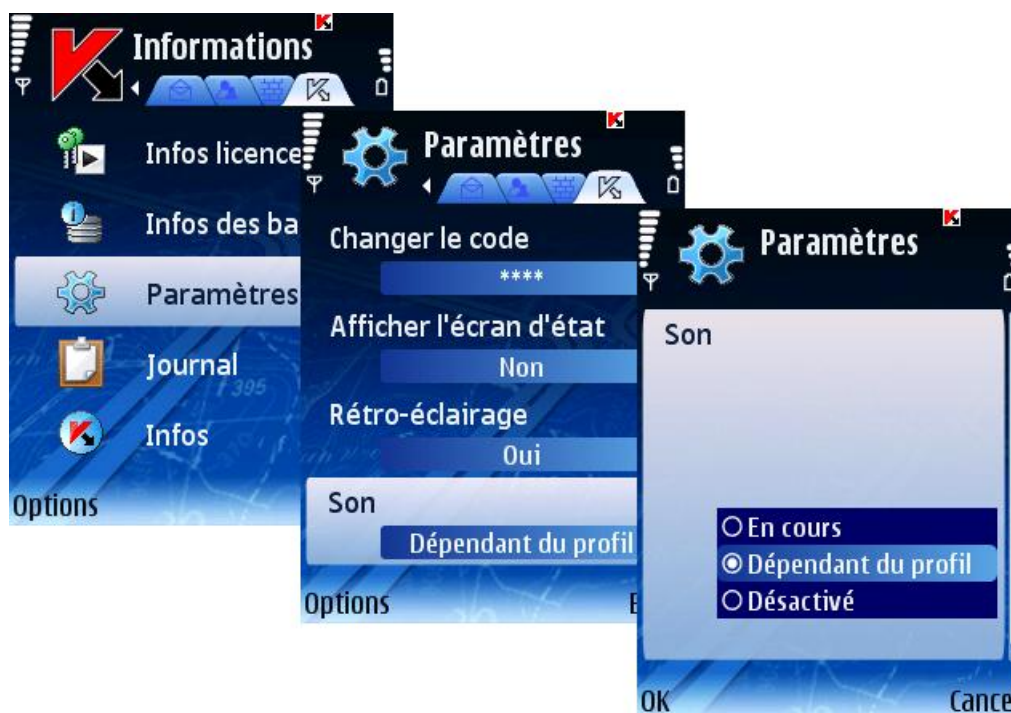 Informations
Infos licence
Infos des ba
Paramètres
Journal
f 395
Infos
Options
Paramètres
Changer le code
****
Afficher l'écran d'état
Non
Rétro-éclairage
Oui
Son
Dépendant du profil
Options
E
Paramètres
Son
En cours
Dépendant du profil
Désactivé
OK
Cance